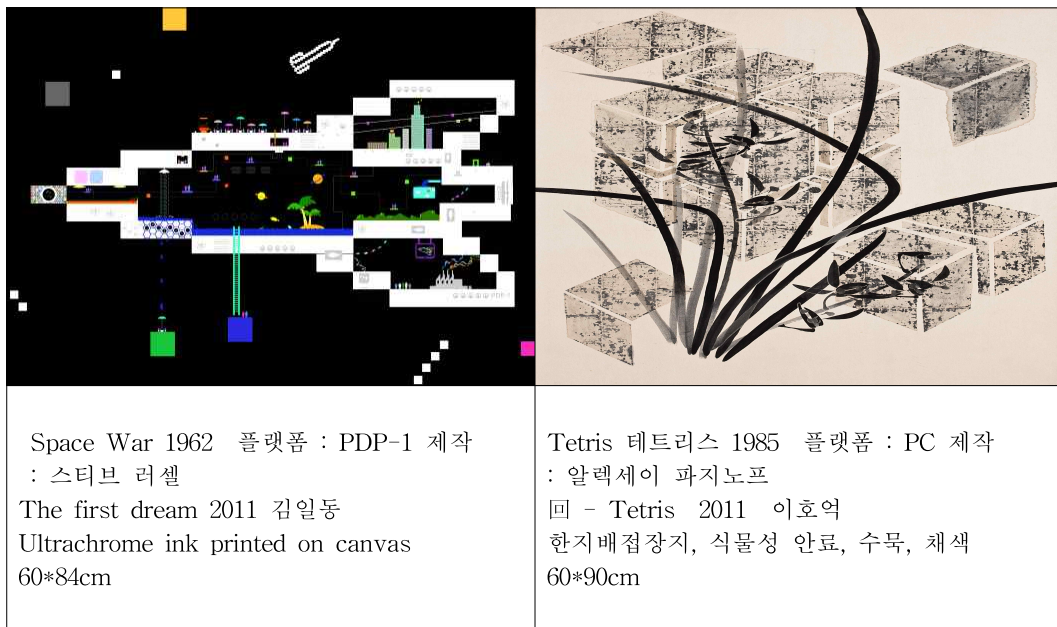 Space War 1962 플랫폼 : PDP-1 제작
: 스티브 러셀
The first dream 2011 김일동
Ultrachrome ink printed on canvas
60*84cm
Tetris 테트리스 1985 플랫폼 : PC 제작
: 알렉세이 파지노프
回 - Tetris 2011 이호억
한지배접장지, 식물성 안료, 수묵, 채색
60*90cm